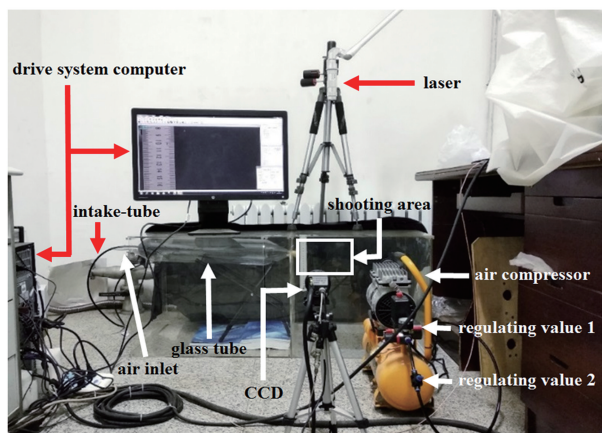 drive system computer
laser
intake-tube
shooting area
air compressor
regulating value 1
glass tube
air inlet
CCD
regulating value 2